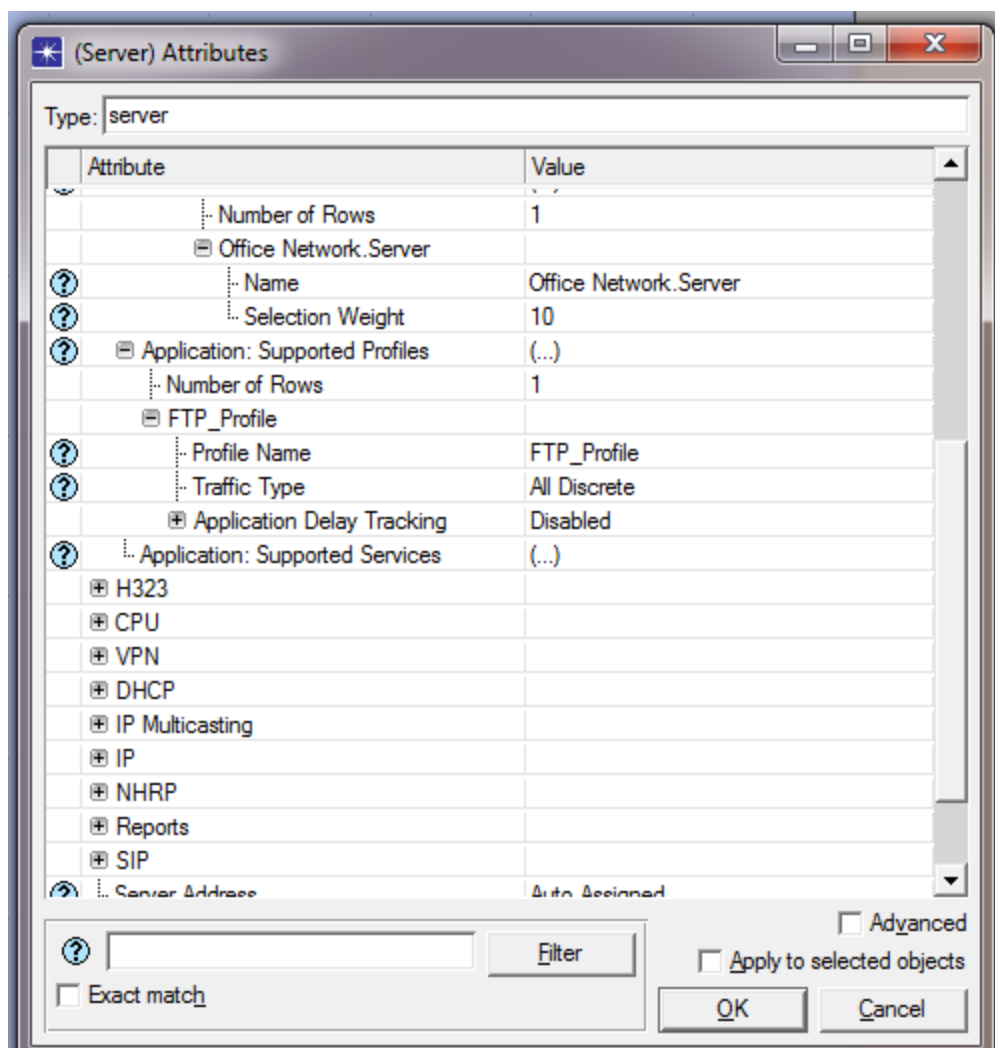 (Server) Attributes
Type: server
Attribute Value
Number of Rows 1
Office Network.Server
Name Office Network.Server
Selection Weight 10
Application: Supported Profiles (...)
Number of Rows 1
FTP_Profile
Profile Name FTP_Profile
Traffic Type All Discrete
Application Delay Tracking Disabled
Application: Supported Services (...)
H323
CPU
VPN
DHCP
IP Multicasting
IP
NHRP
Reports
SIP
Server Address Auto Assigned
Advanced
Filter
Apply to selected objects
Exact match
OK Cancel